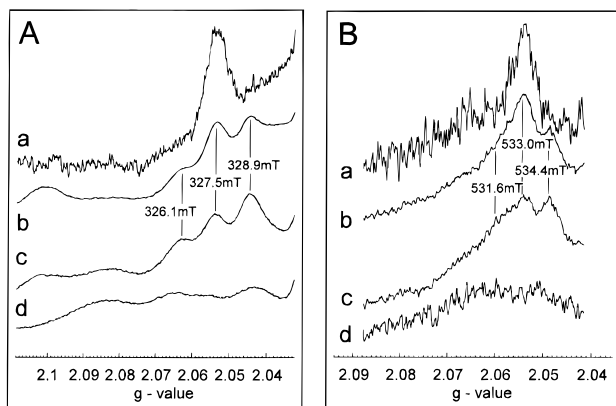 A
a
328.9mT
327.5mT
326.1mT
b
c
d
2.1 2.09 2.08 2.07 2.06 2.05 2.04
g - value
B
533.0mT
a
534.4mT
531.6mT
b
c
d
2.09 2.08 2.07 2.06 2.05 2.04
g - value